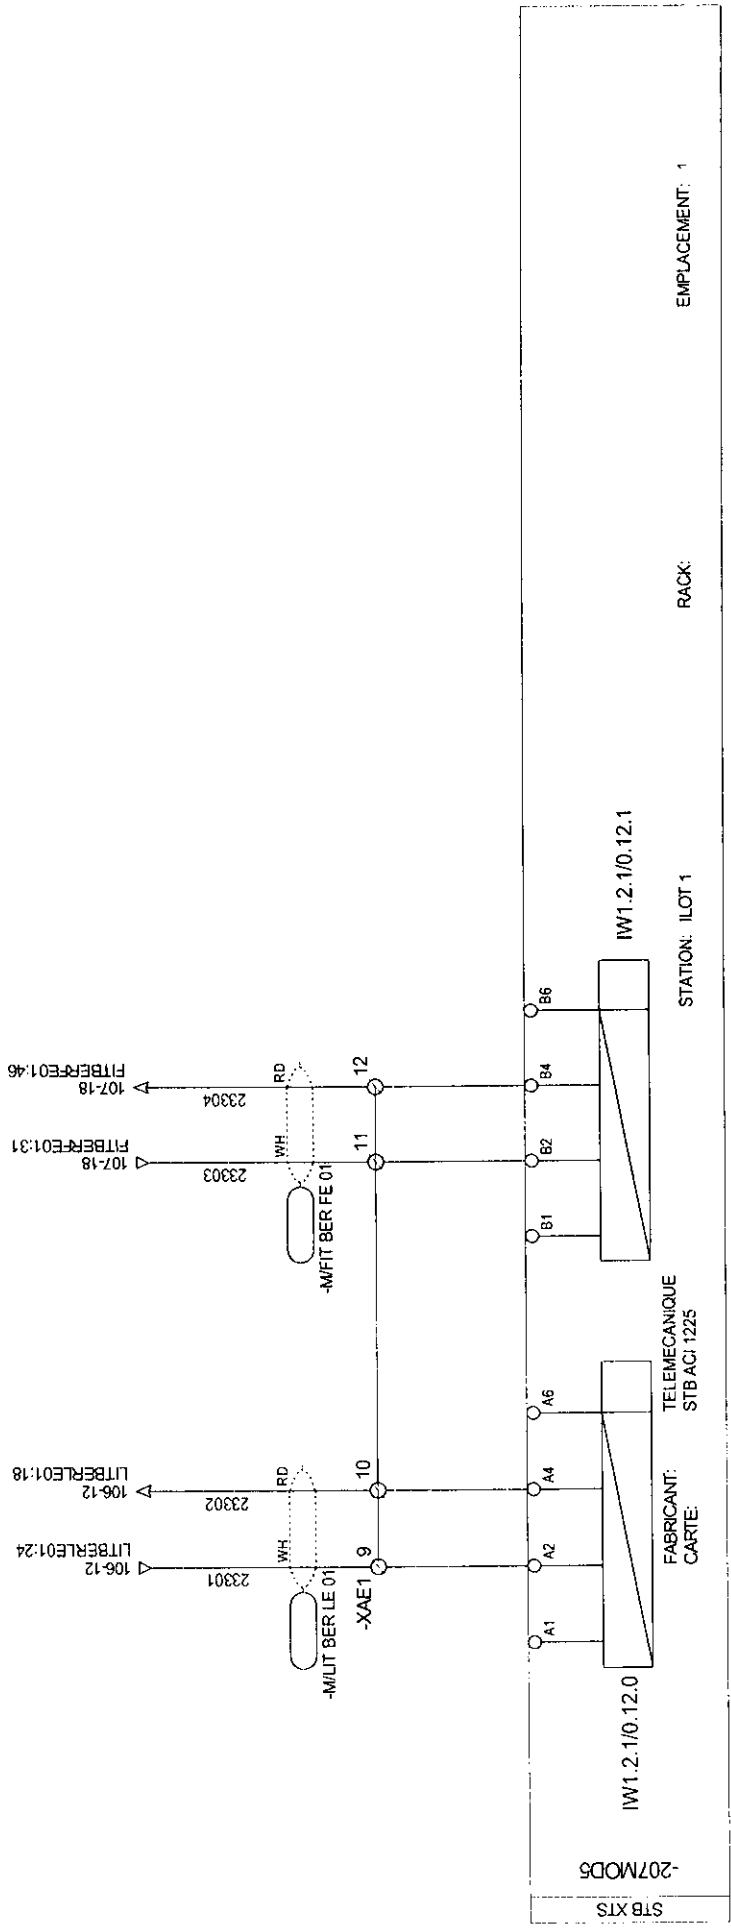 LITBERLE01:24
106-12
LITBERLE01:18
106-12
FITBERFE01:31
107-18
FITBERFE01:46
107-18
23301
23302
23303
23304
WH
RD
WH
RD
-M/LIT BER LE 01
-M/FIT BER FE 01
-XAE1
9
10
11
12
A1
A2
A4
A6
B1
B2
B4
B6
IW1.2.1/0.12.0
IW1.2.1/0.12.1
-207MOD5
STB XTS
FABRICANT: TELEMECANIQUE
CARTE: STB ACI 1225
STATION: ILOT 1
RACK:
EMPLACEMENT: 1